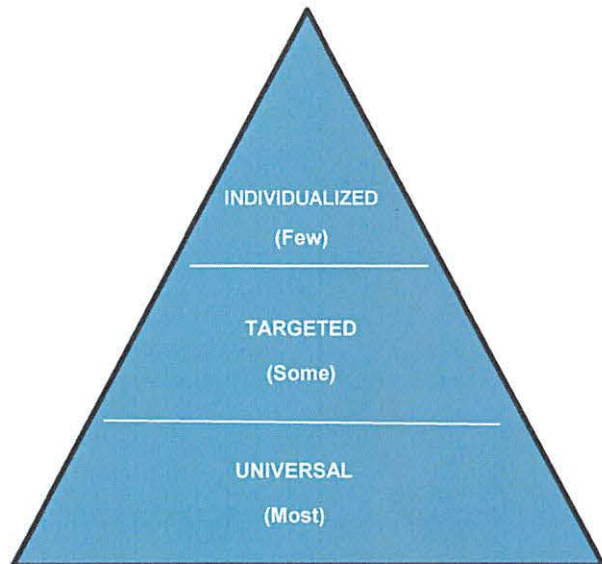 INDIVIDUALIZED
(Few)
TARGETED
(Some)
UNIVERSAL
(Most)